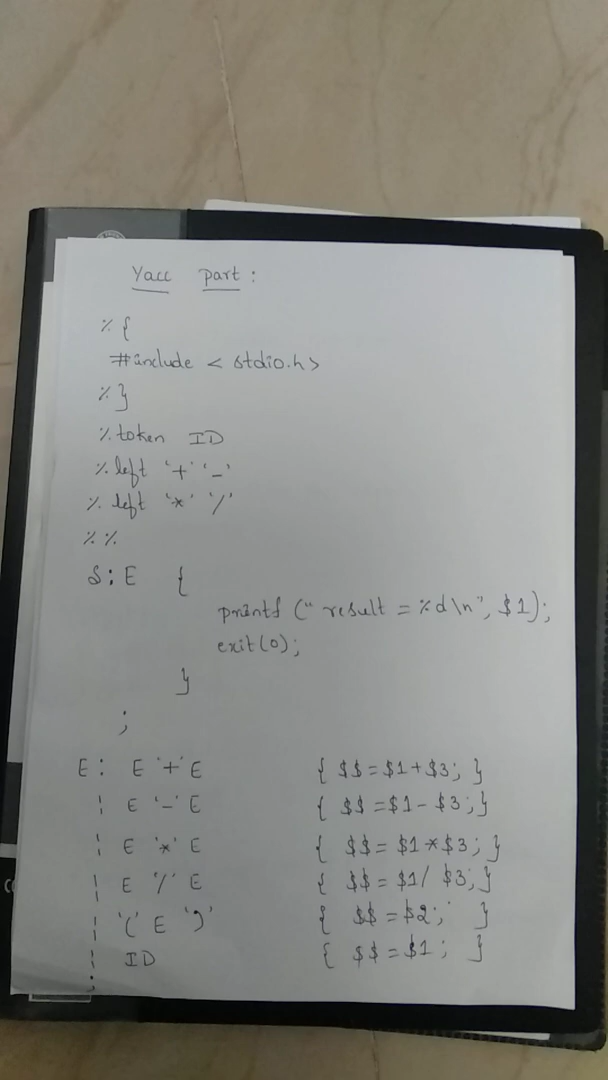 Yacc part :
%{
#include < stdio.h>
%}
%token ID
%left '+' '-'
% left '*' '/'
%%
S: E {
printf (" result = %d\n", $1);
exit(0);
}
;
E: E '+' E { $$=$1+$3; }
| E '-' E { $$ =$1- $3; }
| E '*' E { $$= $1*$3; }
| E '/' E { $$= $1/ $3; }
| '(' E ')' { $$ =$2; }
| ID { $$ =$1; }
;